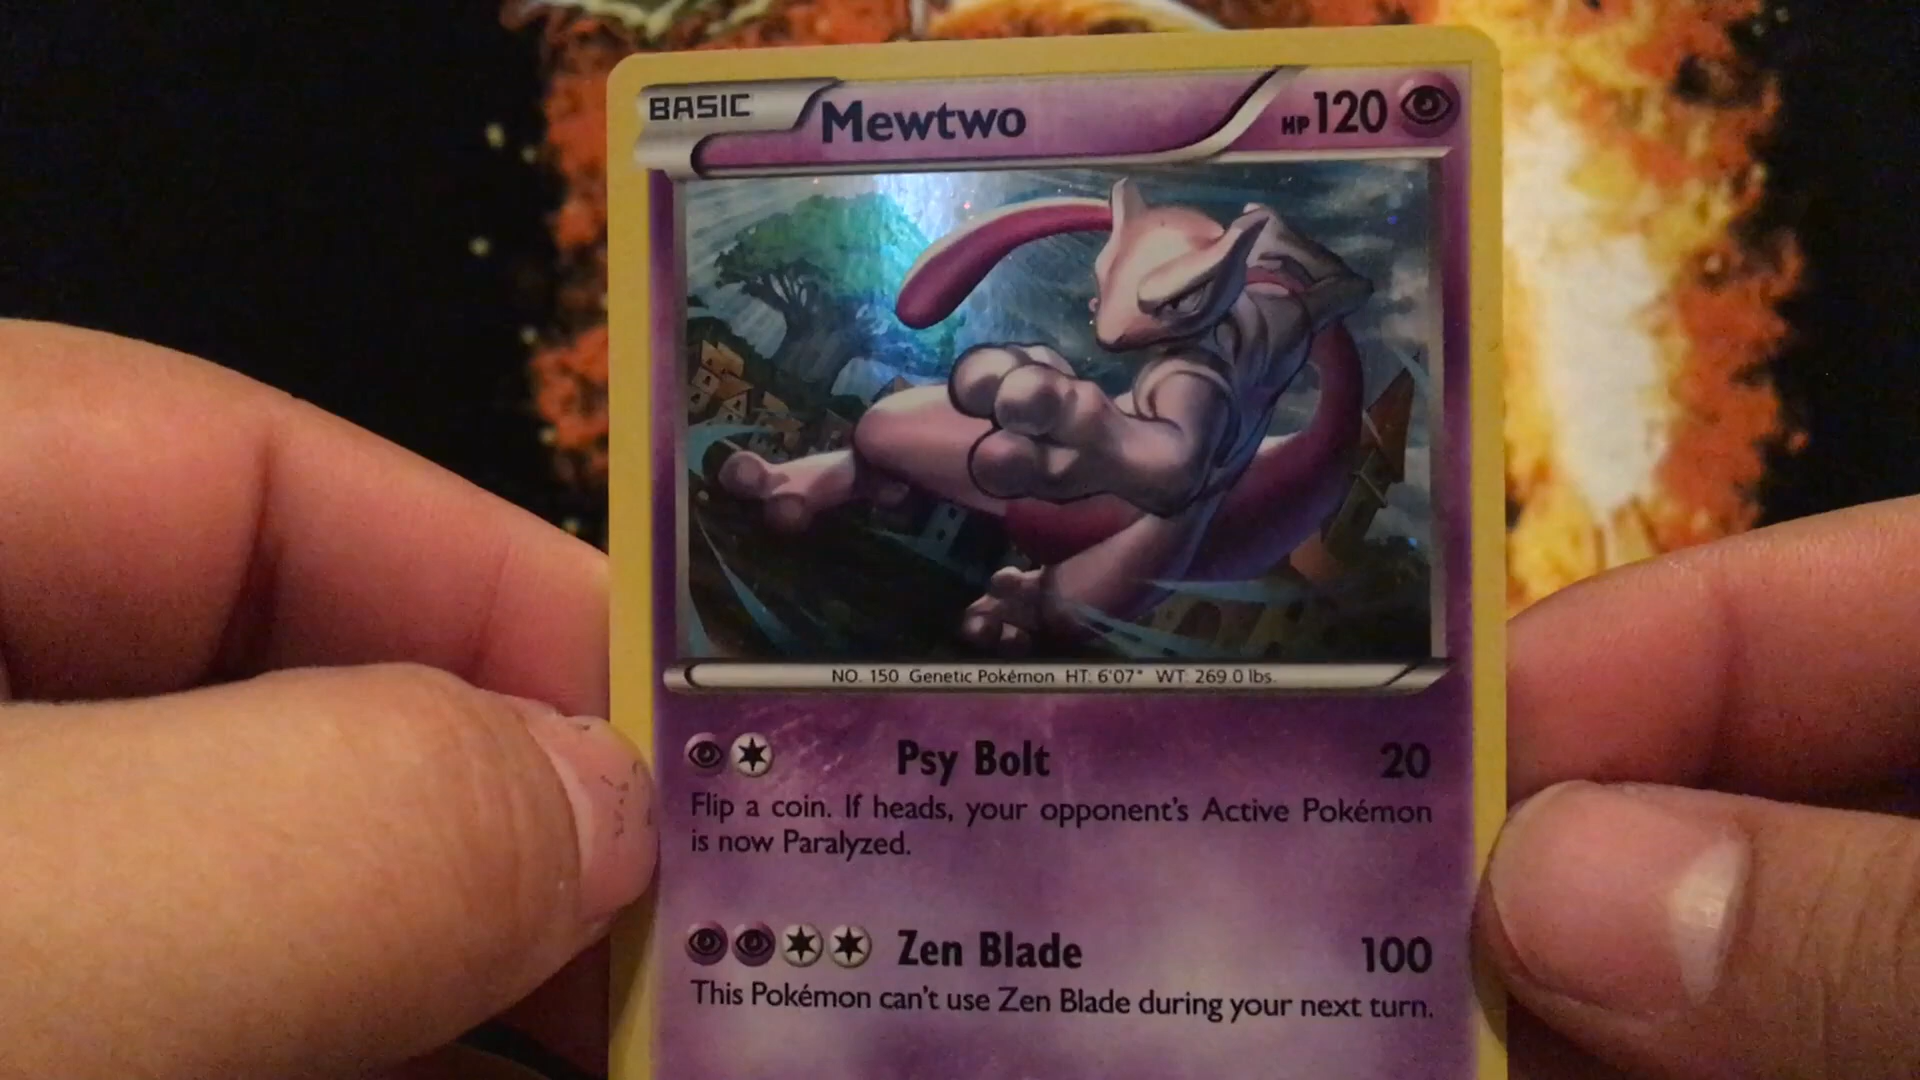 BASIC Mewtwo HP 120
NO. 150 Genetic Pokémon HT: 6'07" WT: 269.0 lbs.
Psy Bolt 20
Flip a coin. If heads, your opponent's Active Pokémon
is now Paralyzed.
Zen Blade 100
This Pokémon can't use Zen Blade during your next turn.